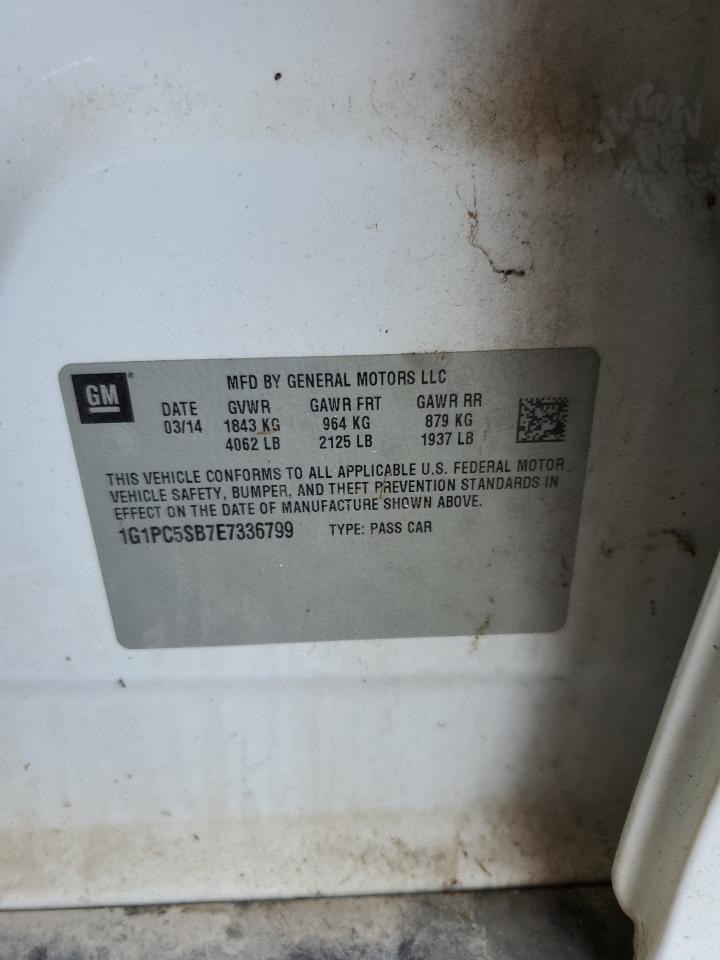 GM ® MFD BY GENERAL MOTORS LLC
DATE GVWR GAWR FRT GAWR RR
03/14 1843 KG 964 KG 879 KG
4062 LB 2125 LB 1937 LB
THIS VEHICLE CONFORMS TO ALL APPLICABLE U.S. FEDERAL MOTOR
VEHICLE SAFETY, BUMPER, AND THEFT PREVENTION STANDARDS IN
EFFECT ON THE DATE OF MANUFACTURE SHOWN ABOVE.
1G1PC5SB7E7336799 TYPE: PASS CAR